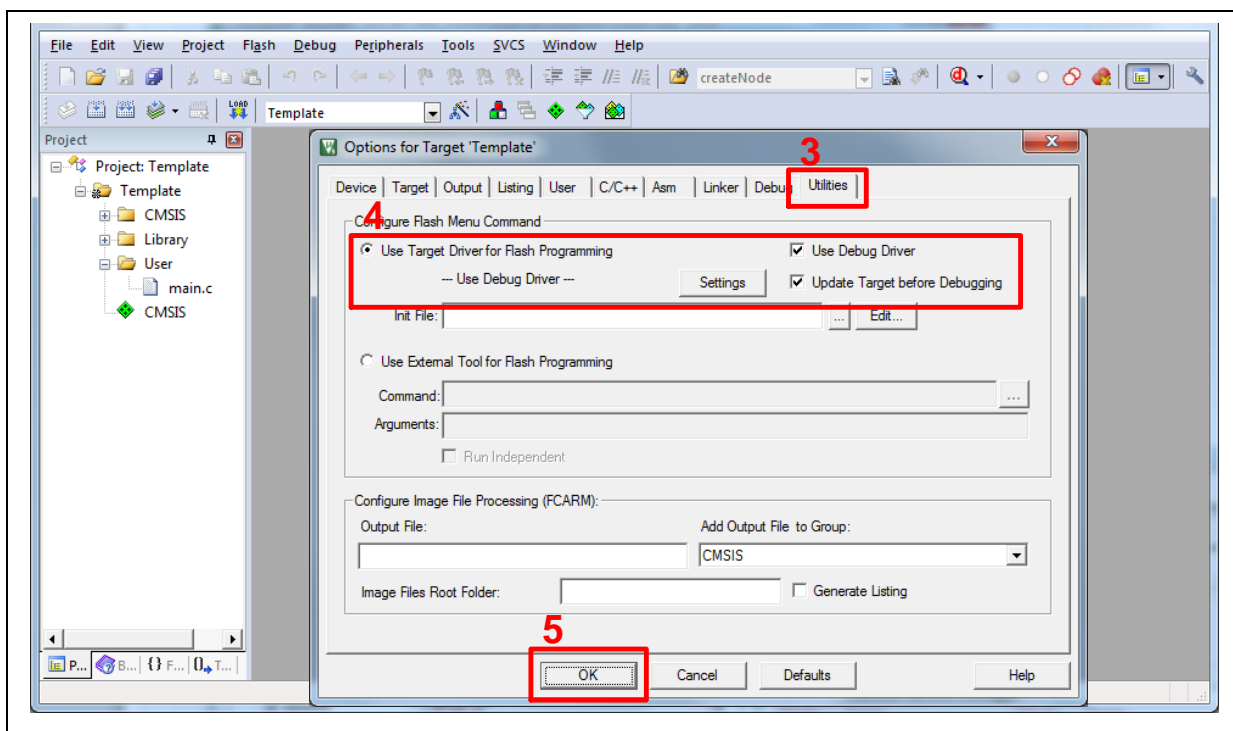 File Edit View Project Flash Debug Peripherals Tools SVCS Window Help
createNode
LOAD Template
Project
Project: Template
Template
CMSIS
Library
User
main.c
CMSIS
P... B... {} F... 0 T...
Options for Target 'Template'
3
Device Target Output Listing User C/C++ Asm Linker Debug Utilities
4
Configure Flash Menu Command
Use Target Driver for Flash Programming Use Debug Driver
--- Use Debug Driver --- Settings Update Target before Debugging
Init File: ... Edit...
Use External Tool for Flash Programming
Command: ...
Arguments:
Run Independent
Configure Image File Processing (FCARM):
Output File: Add Output File to Group:
CMSIS
Image Files Root Folder: Generate Listing
5
OK Cancel Defaults Help